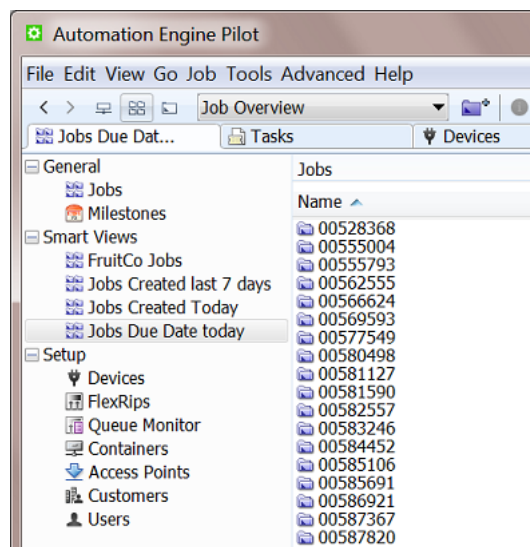 Automation Engine Pilot
File Edit View Go Job Tools Advanced Help
Job Overview
Jobs Due Dat...
Tasks
Devices
General
Jobs
Milestones
Smart Views
FruitCo Jobs
Jobs Created last 7 days
Jobs Created Today
Jobs Due Date today
Setup
Devices
FlexRips
Queue Monitor
Containers
Access Points
Customers
Users
Jobs
Name
00528368
00555004
00555793
00562555
00566624
00569593
00577549
00580498
00581127
00581590
00582557
00583246
00584452
00585106
00585691
00586921
00587367
00587820